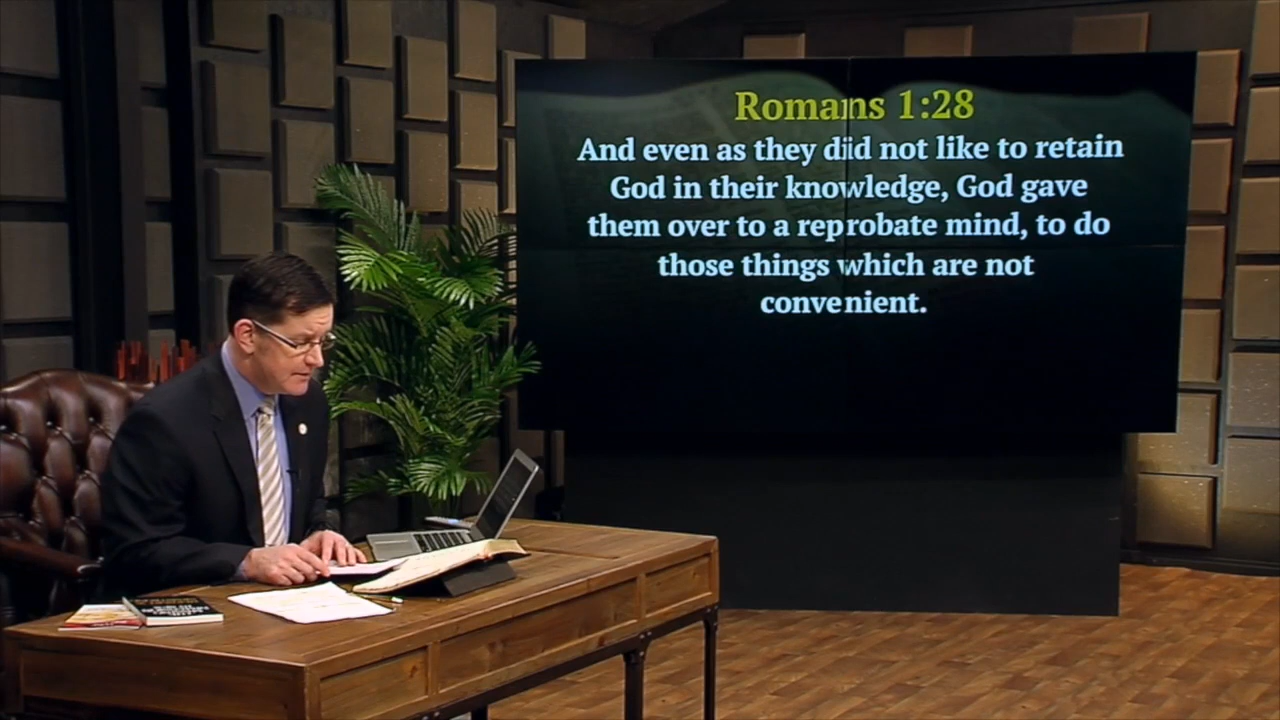 Romans 1:28
And even as they did not like to retain
God in their knowledge, God gave
them over to a reprobate mind, to do
those things which are not
convenient.